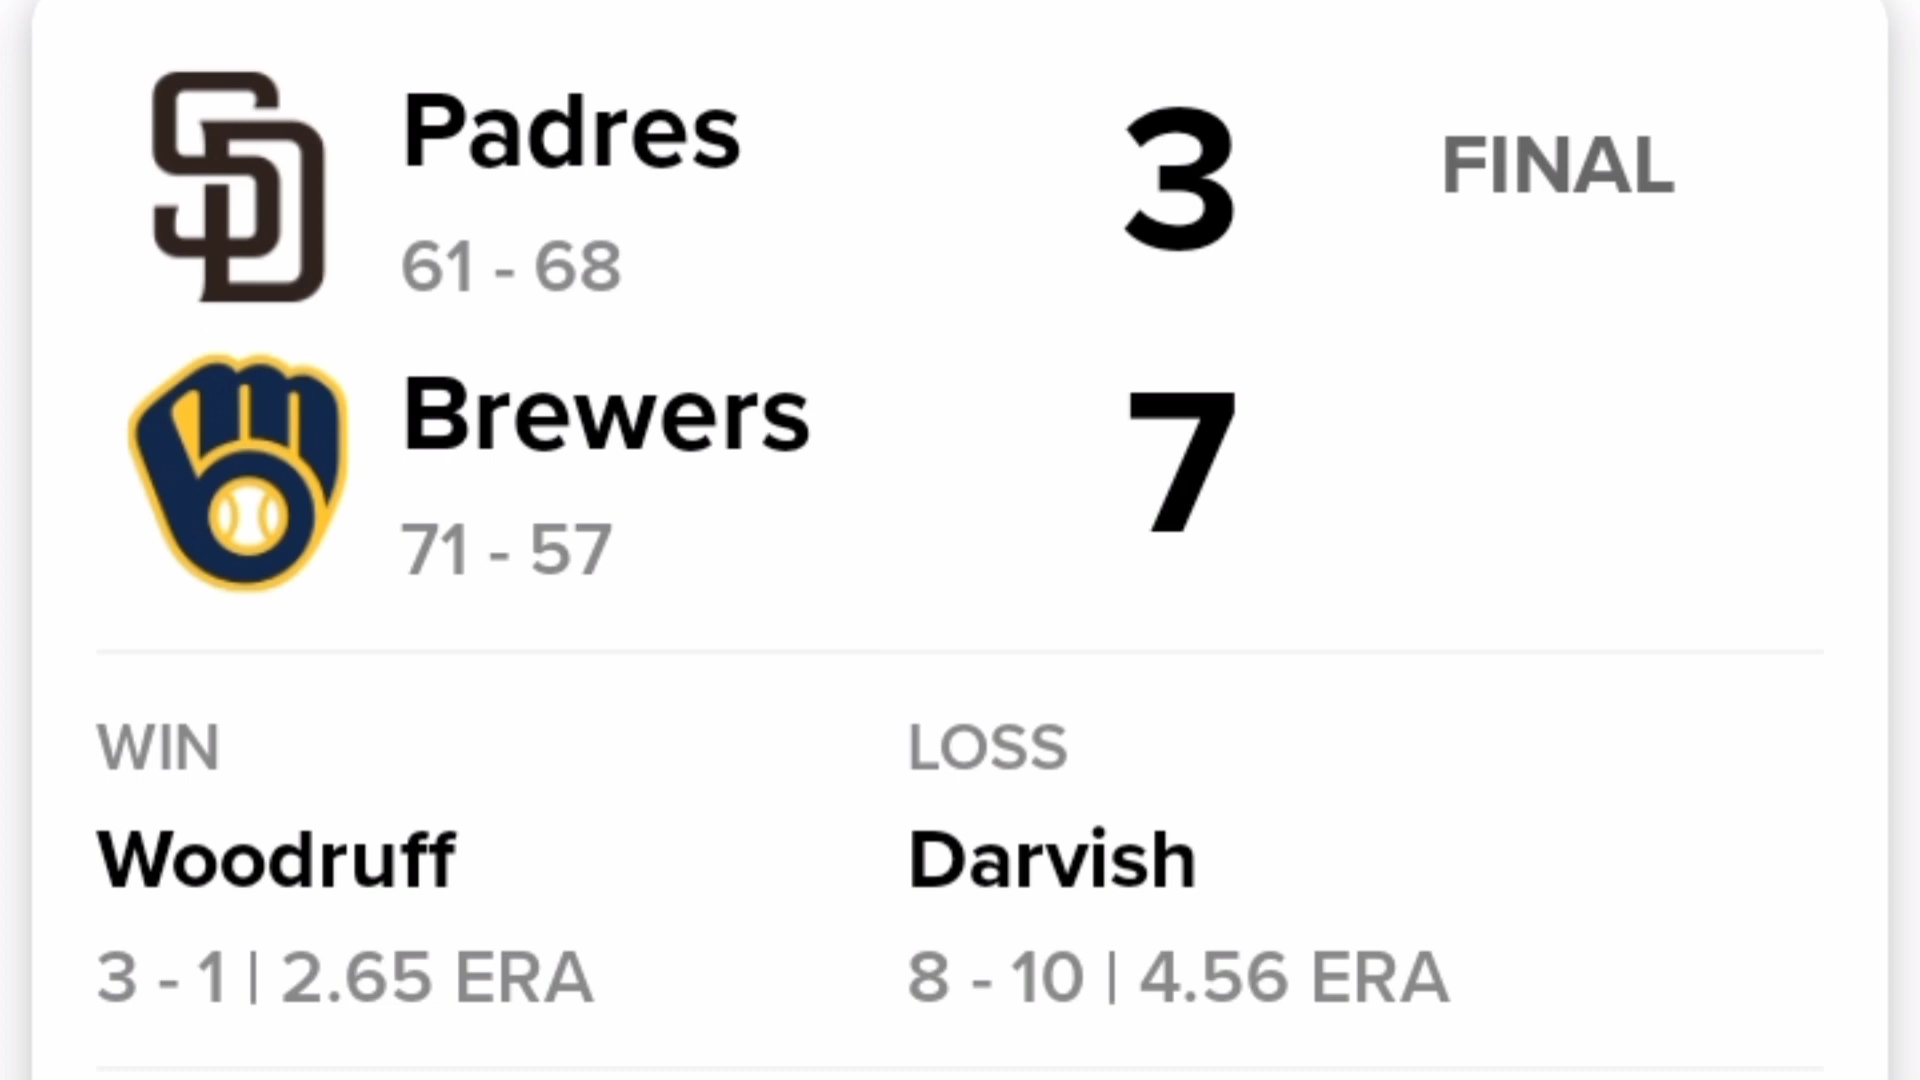 SD
Padres
3
FINAL
61 - 68
Brewers
7
71 - 57
WIN
LOSS
Woodruff
Darvish
3 - 1 | 2.65 ERA
8 - 10 | 4.56 ERA